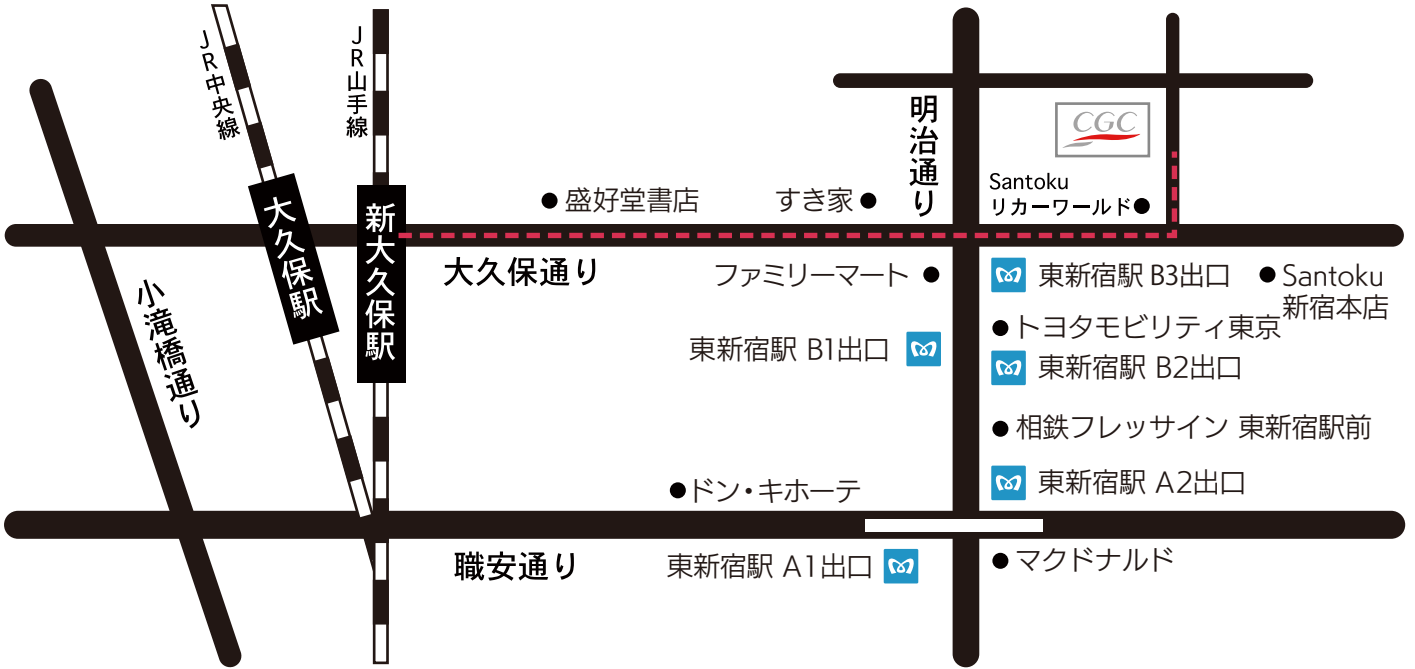 JR中央線
JR山手線
明治通り
CGC
Santoku
リカーワールド
盛好堂書店
すき家
大久保駅
新大久保駅
大久保通り
ファミリーマート
東新宿駅 B3出口
Santoku
新宿本店
小滝橋通り
トヨタモビリティ東京
東新宿駅 B1出口
東新宿駅 B2出口
相鉄フレッサイン 東新宿駅前
東新宿駅 A2出口
ドン・キホーテ
職安通り
東新宿駅 A1出口
マクドナルド